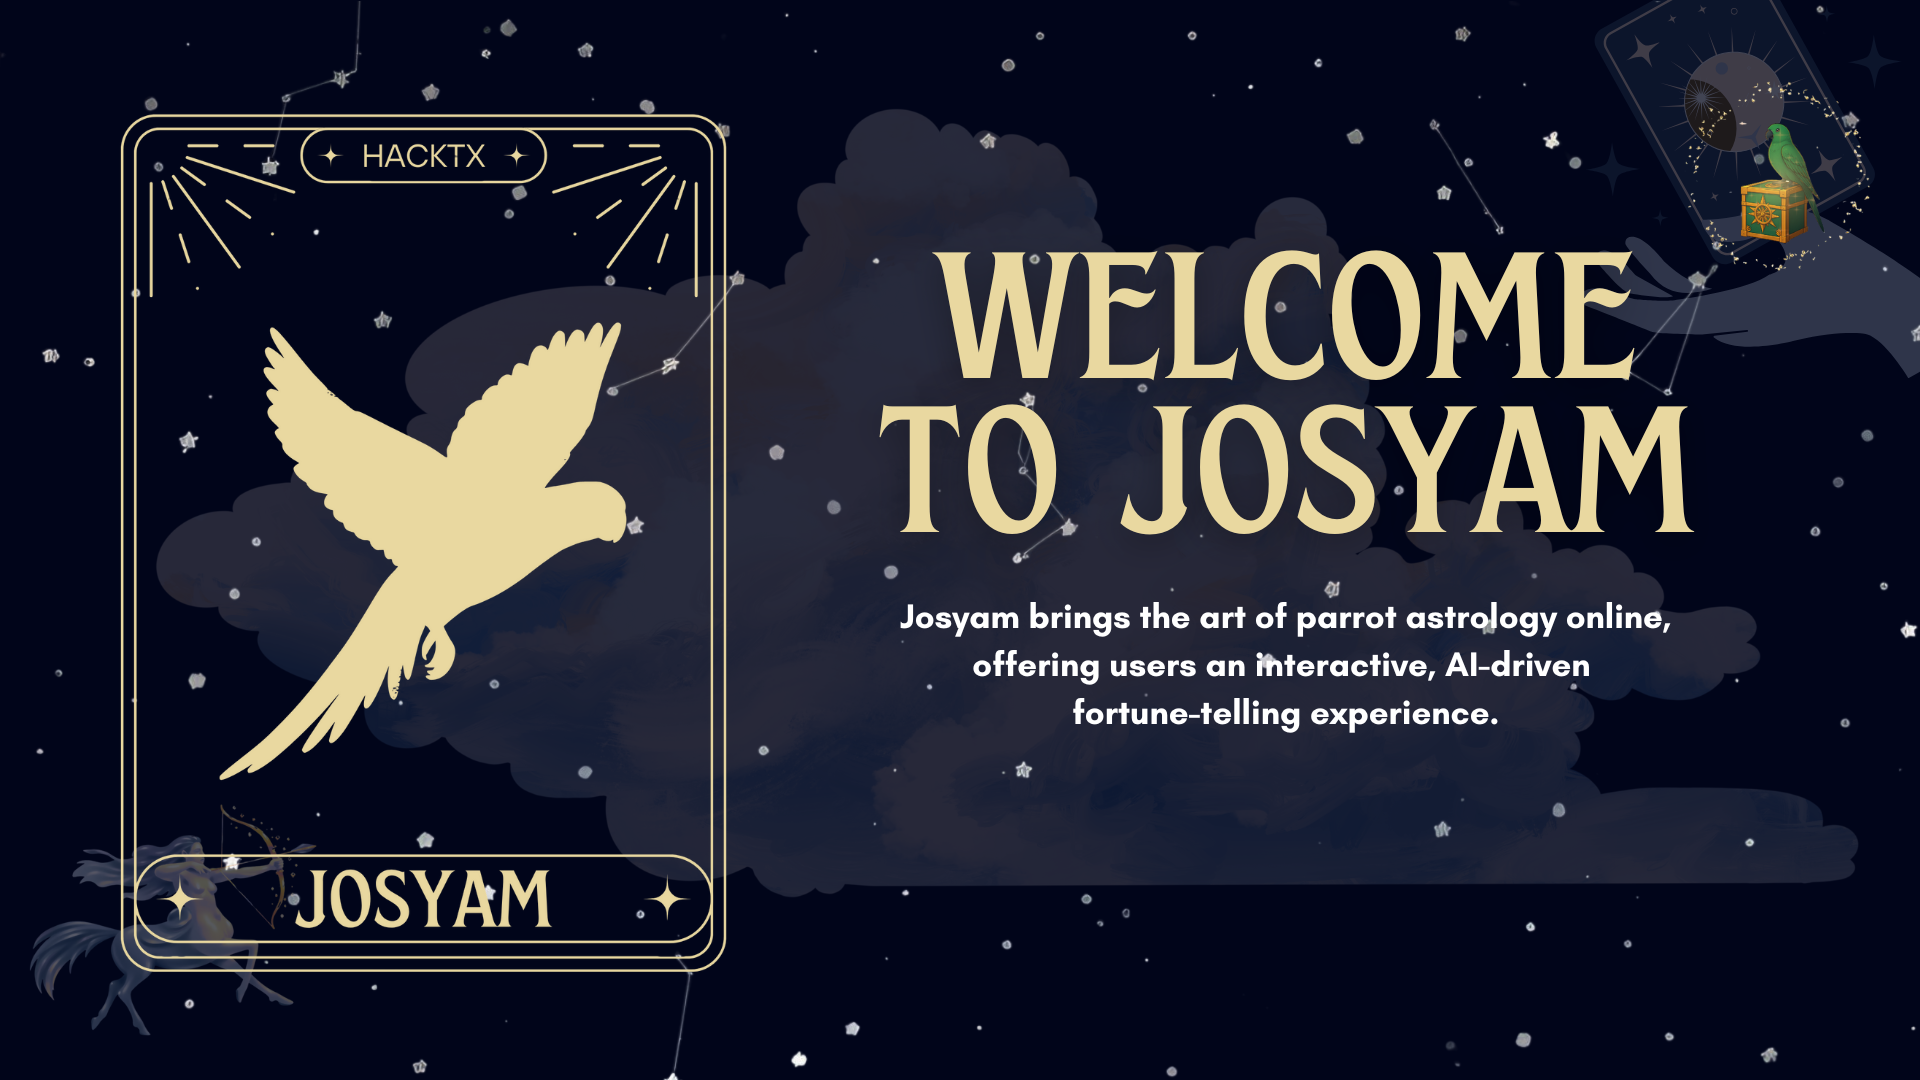 HACKTX
JOSYAM
WELCOME
TO JOSYAM
Josyam brings the art of parrot astrology online,
offering users an interactive, AI-driven
fortune-telling experience.